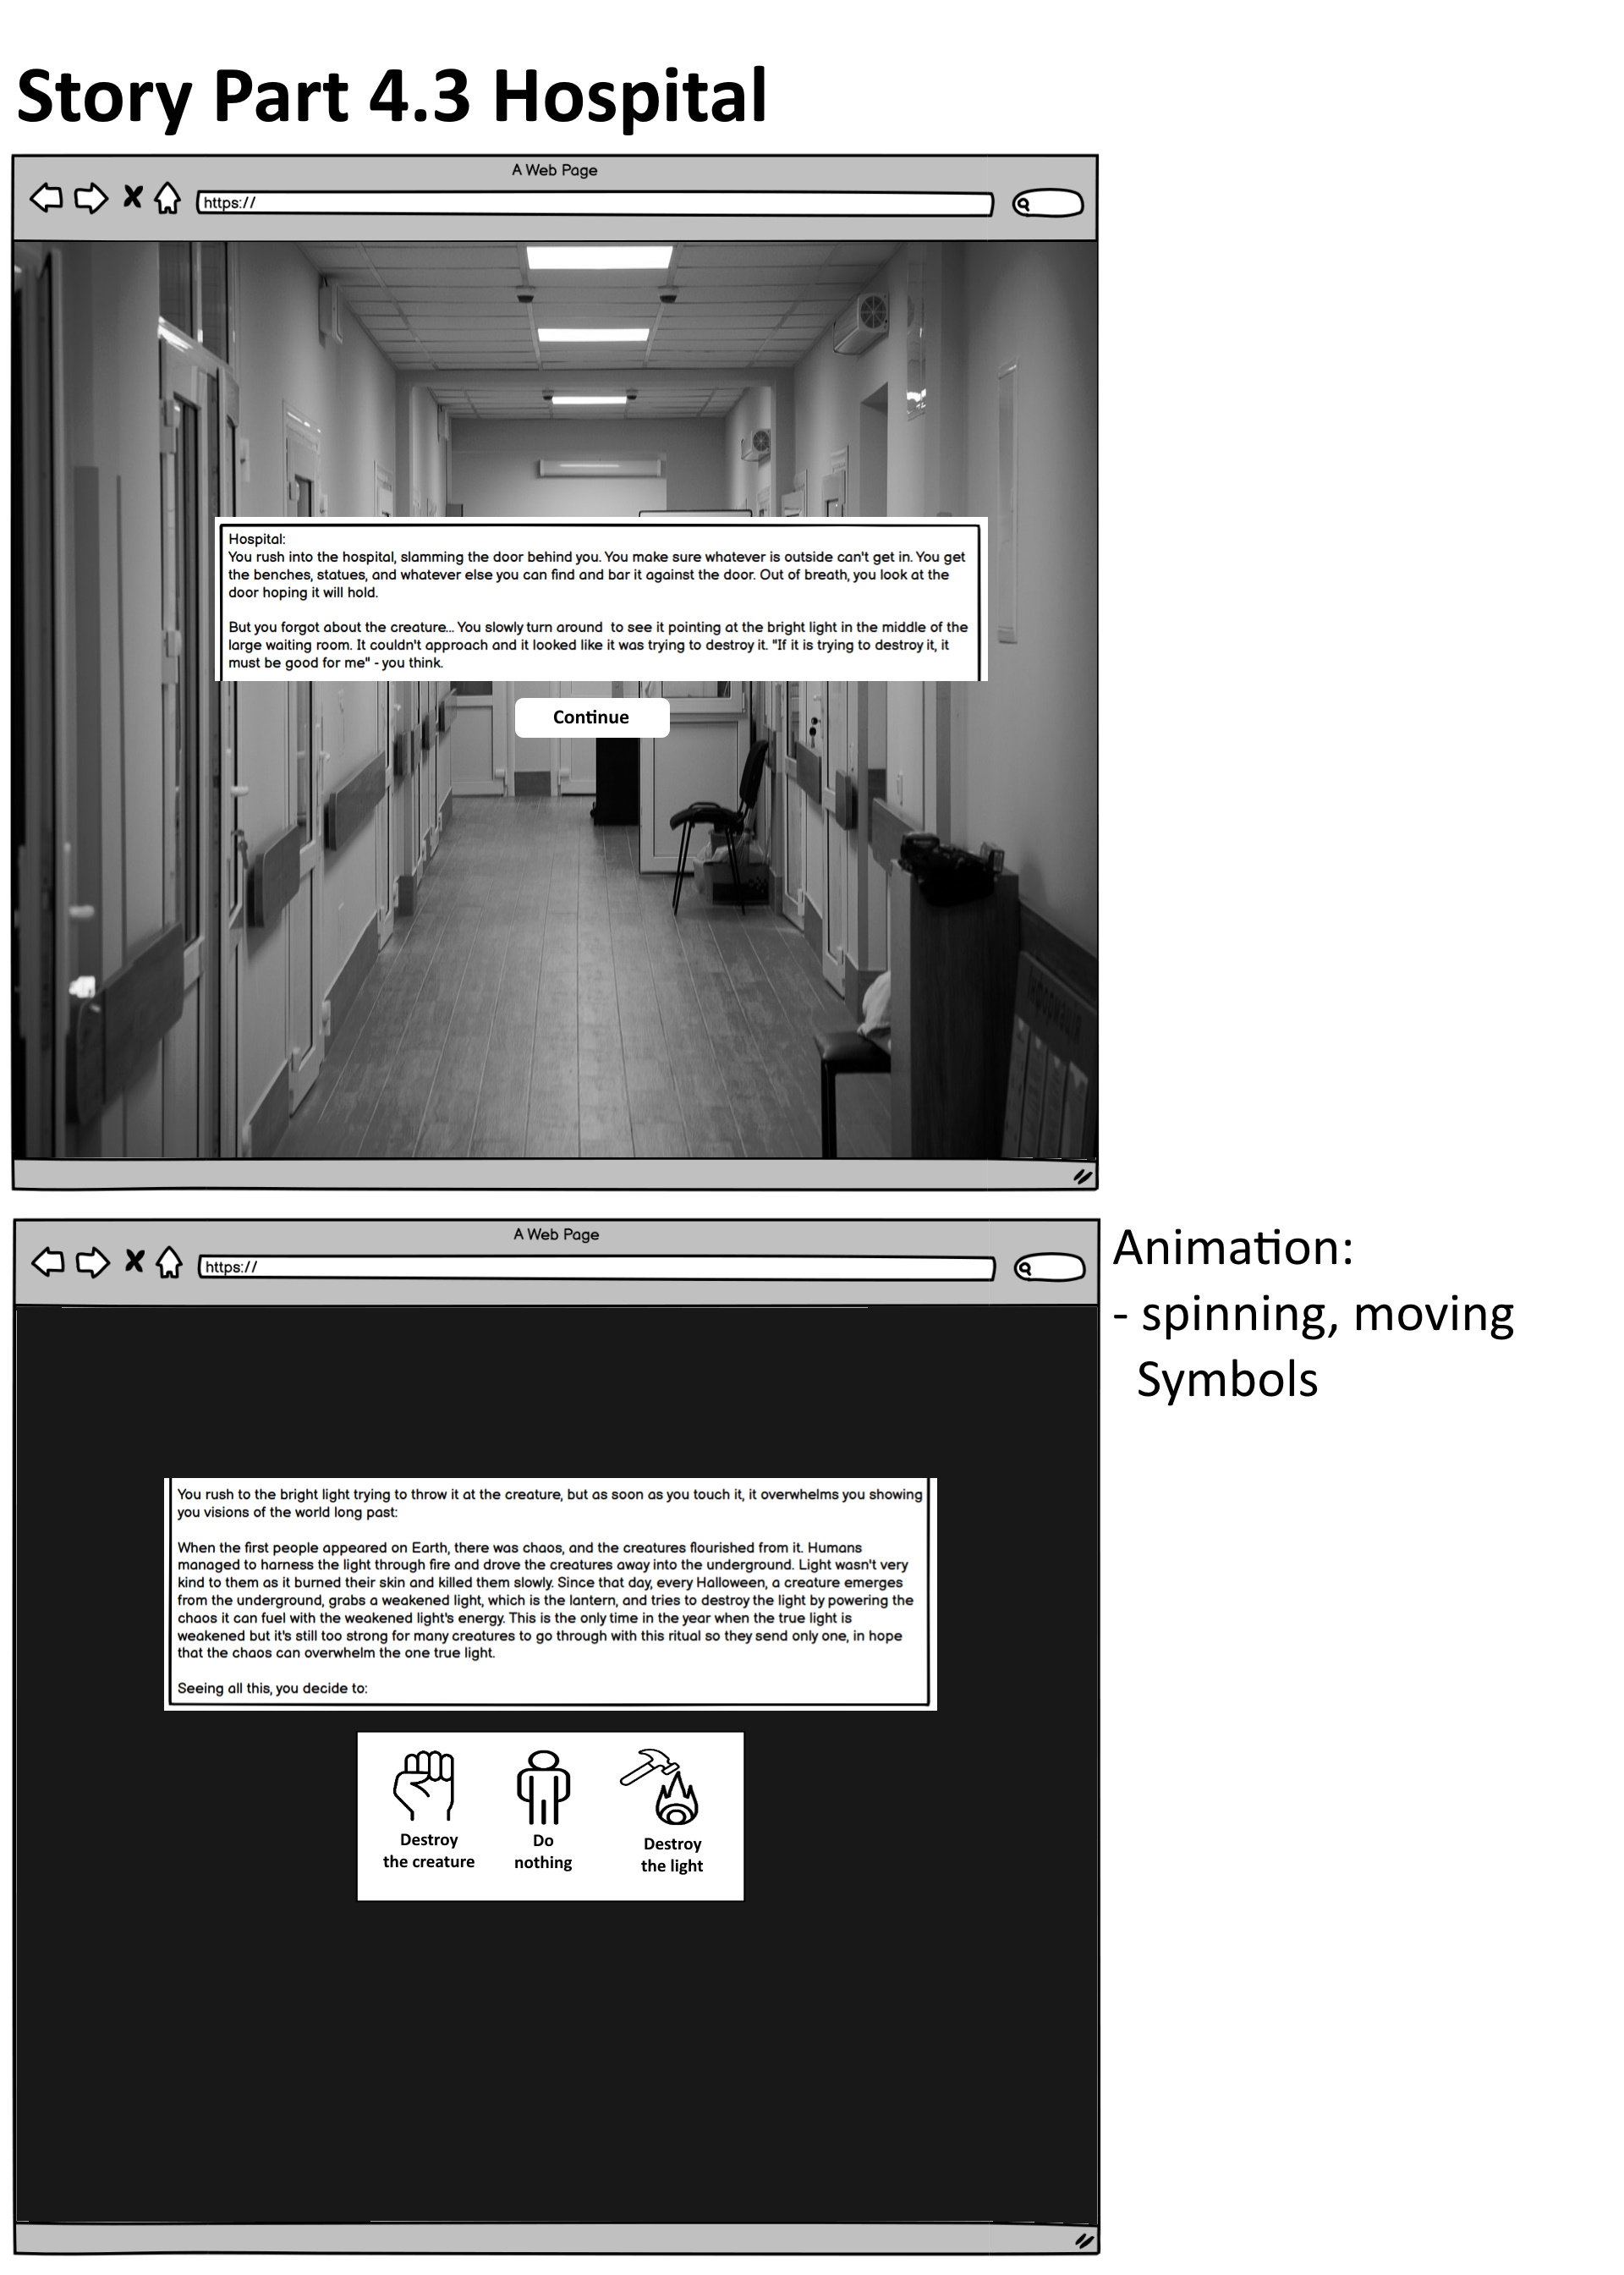 Story Part 4.3 Hospital
A Web Page
https://
Hospital:
You rush into the hospital, slamming the door behind you. You make sure whatever is outside can't get in. You get
the benches, statues, and whatever else you can find and bar it against the door. Out of breath, you look at the
door hoping it will hold.
But you forgot about the creature... You slowly turn around  to see it pointing at the bright light in the middle of the
large waiting room. It couldn't approach and it looked like it was trying to destroy it. "If it is trying to destroy it, it
must be good for me" - you think.
Continue
A Web Page
https://
Animation:
- spinning, moving
Symbols
You rush to the bright light trying to throw it at the creature, but as soon as you touch it, it overwhelms you showing
you visions of the world long past:
When the first people appeared on Earth, there was chaos, and the creatures flourished from it. Humans
managed to harness the light through fire and drove the creatures away into the underground. Light wasn't very
kind to them as it burned their skin and killed them slowly. Since that day, every Halloween, a creature emerges
from the underground, grabs a weakened light, which is the lantern, and tries to destroy the light by powering the
chaos it can fuel with the weakened light's energy. This is the only time in the year when the true light is
weakened but it's still too strong for many creatures to go through with this ritual so they send only one, in hope
that the chaos can overwhelm the one true light.
Seeing all this, you decide to:
Destroy
the creature
Do
nothing
Destroy
the light